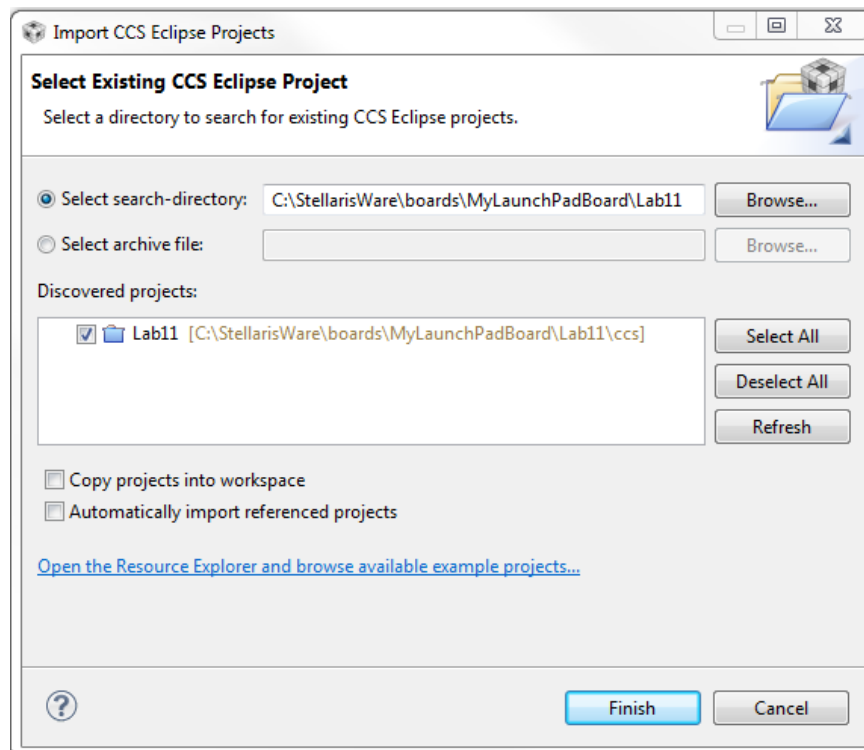 Import CCS Eclipse Projects
Select Existing CCS Eclipse Project
Select a directory to search for existing CCS Eclipse projects.
Select search-directory: C:\StellarisWare\boards\MyLaunchPadBoard\Lab11 Browse...
Select archive file: Browse...
Discovered projects:
Lab11 [C:\StellarisWare\boards\MyLaunchPadBoard\Lab11\ccs] Select All
Deselect All
Refresh
Copy projects into workspace
Automatically import referenced projects
Open the Resource Explorer and browse available example projects...
? Finish Cancel